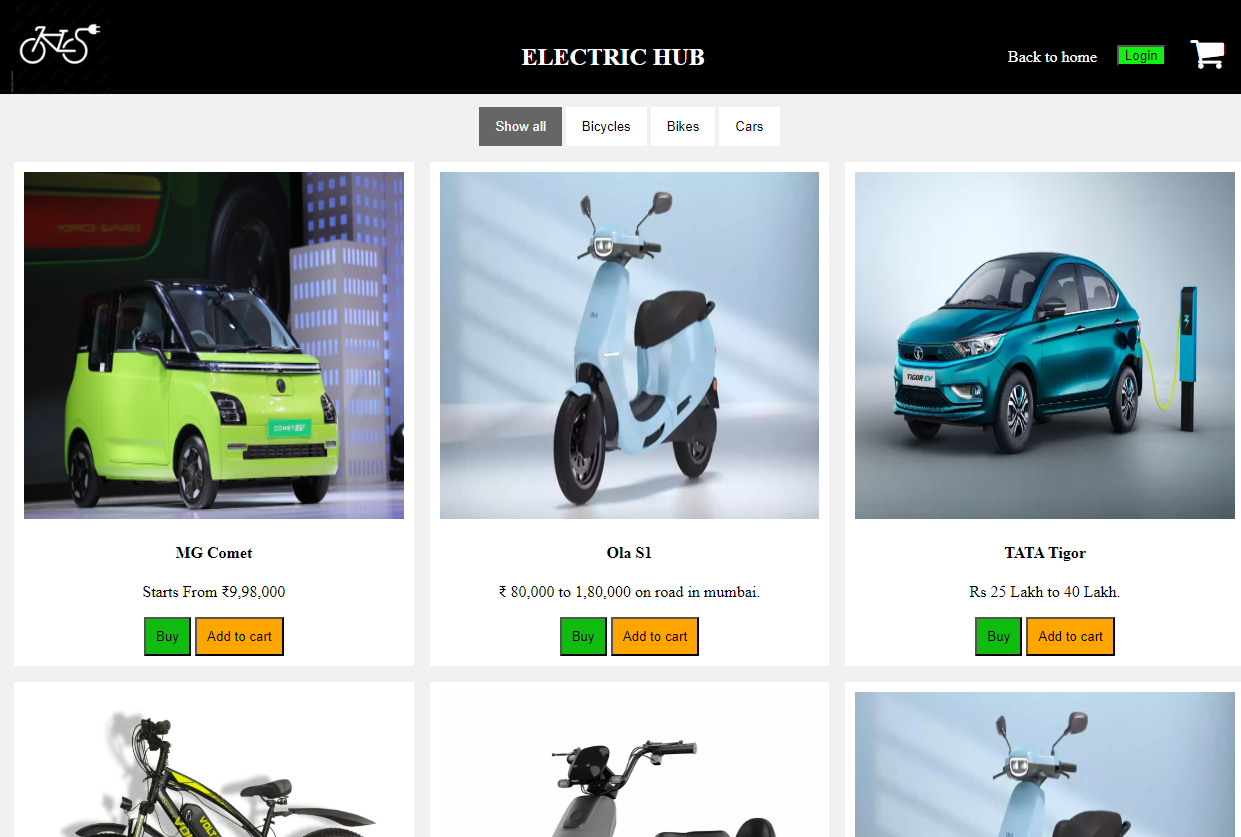 ELECTRIC HUB
Back to home
Login
Show all
Bicycles
Bikes
Cars
COMET EV
TIGOR EV
MG Comet
Ola S1
TATA Tigor
Starts From ₹9,98,000
₹ 80,000 to 1,80,000 on road in mumbai.
Rs 25 Lakh to 40 Lakh.
Buy
Add to cart
Buy
Add to cart
Buy
Add to cart